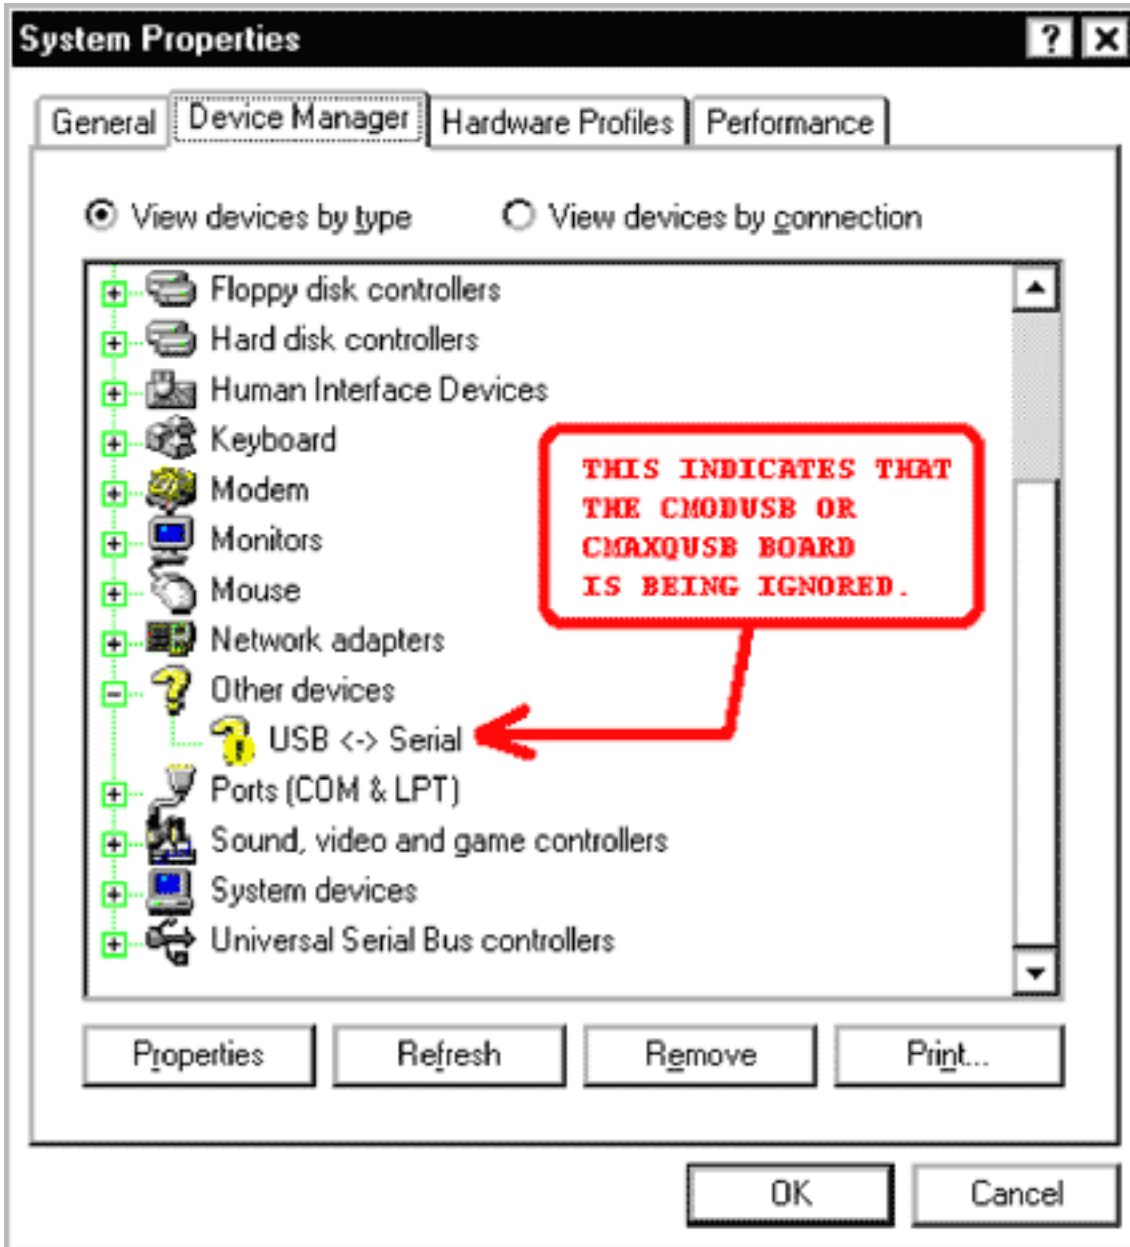 System Properties
General Device Manager Hardware Profiles Performance
View devices by type View devices by connection
Floppy disk controllers
Hard disk controllers
Human Interface Devices
Keyboard
Modem
Monitors
Mouse
Network adapters
Other devices
USB <-> Serial
Ports (COM & LPT)
Sound, video and game controllers
System devices
Universal Serial Bus controllers
THIS INDICATES THAT
THE CMODUSB OR
CMAXQUSB BOARD
IS BEING IGNORED.
Properties Refresh Remove Print...
OK Cancel